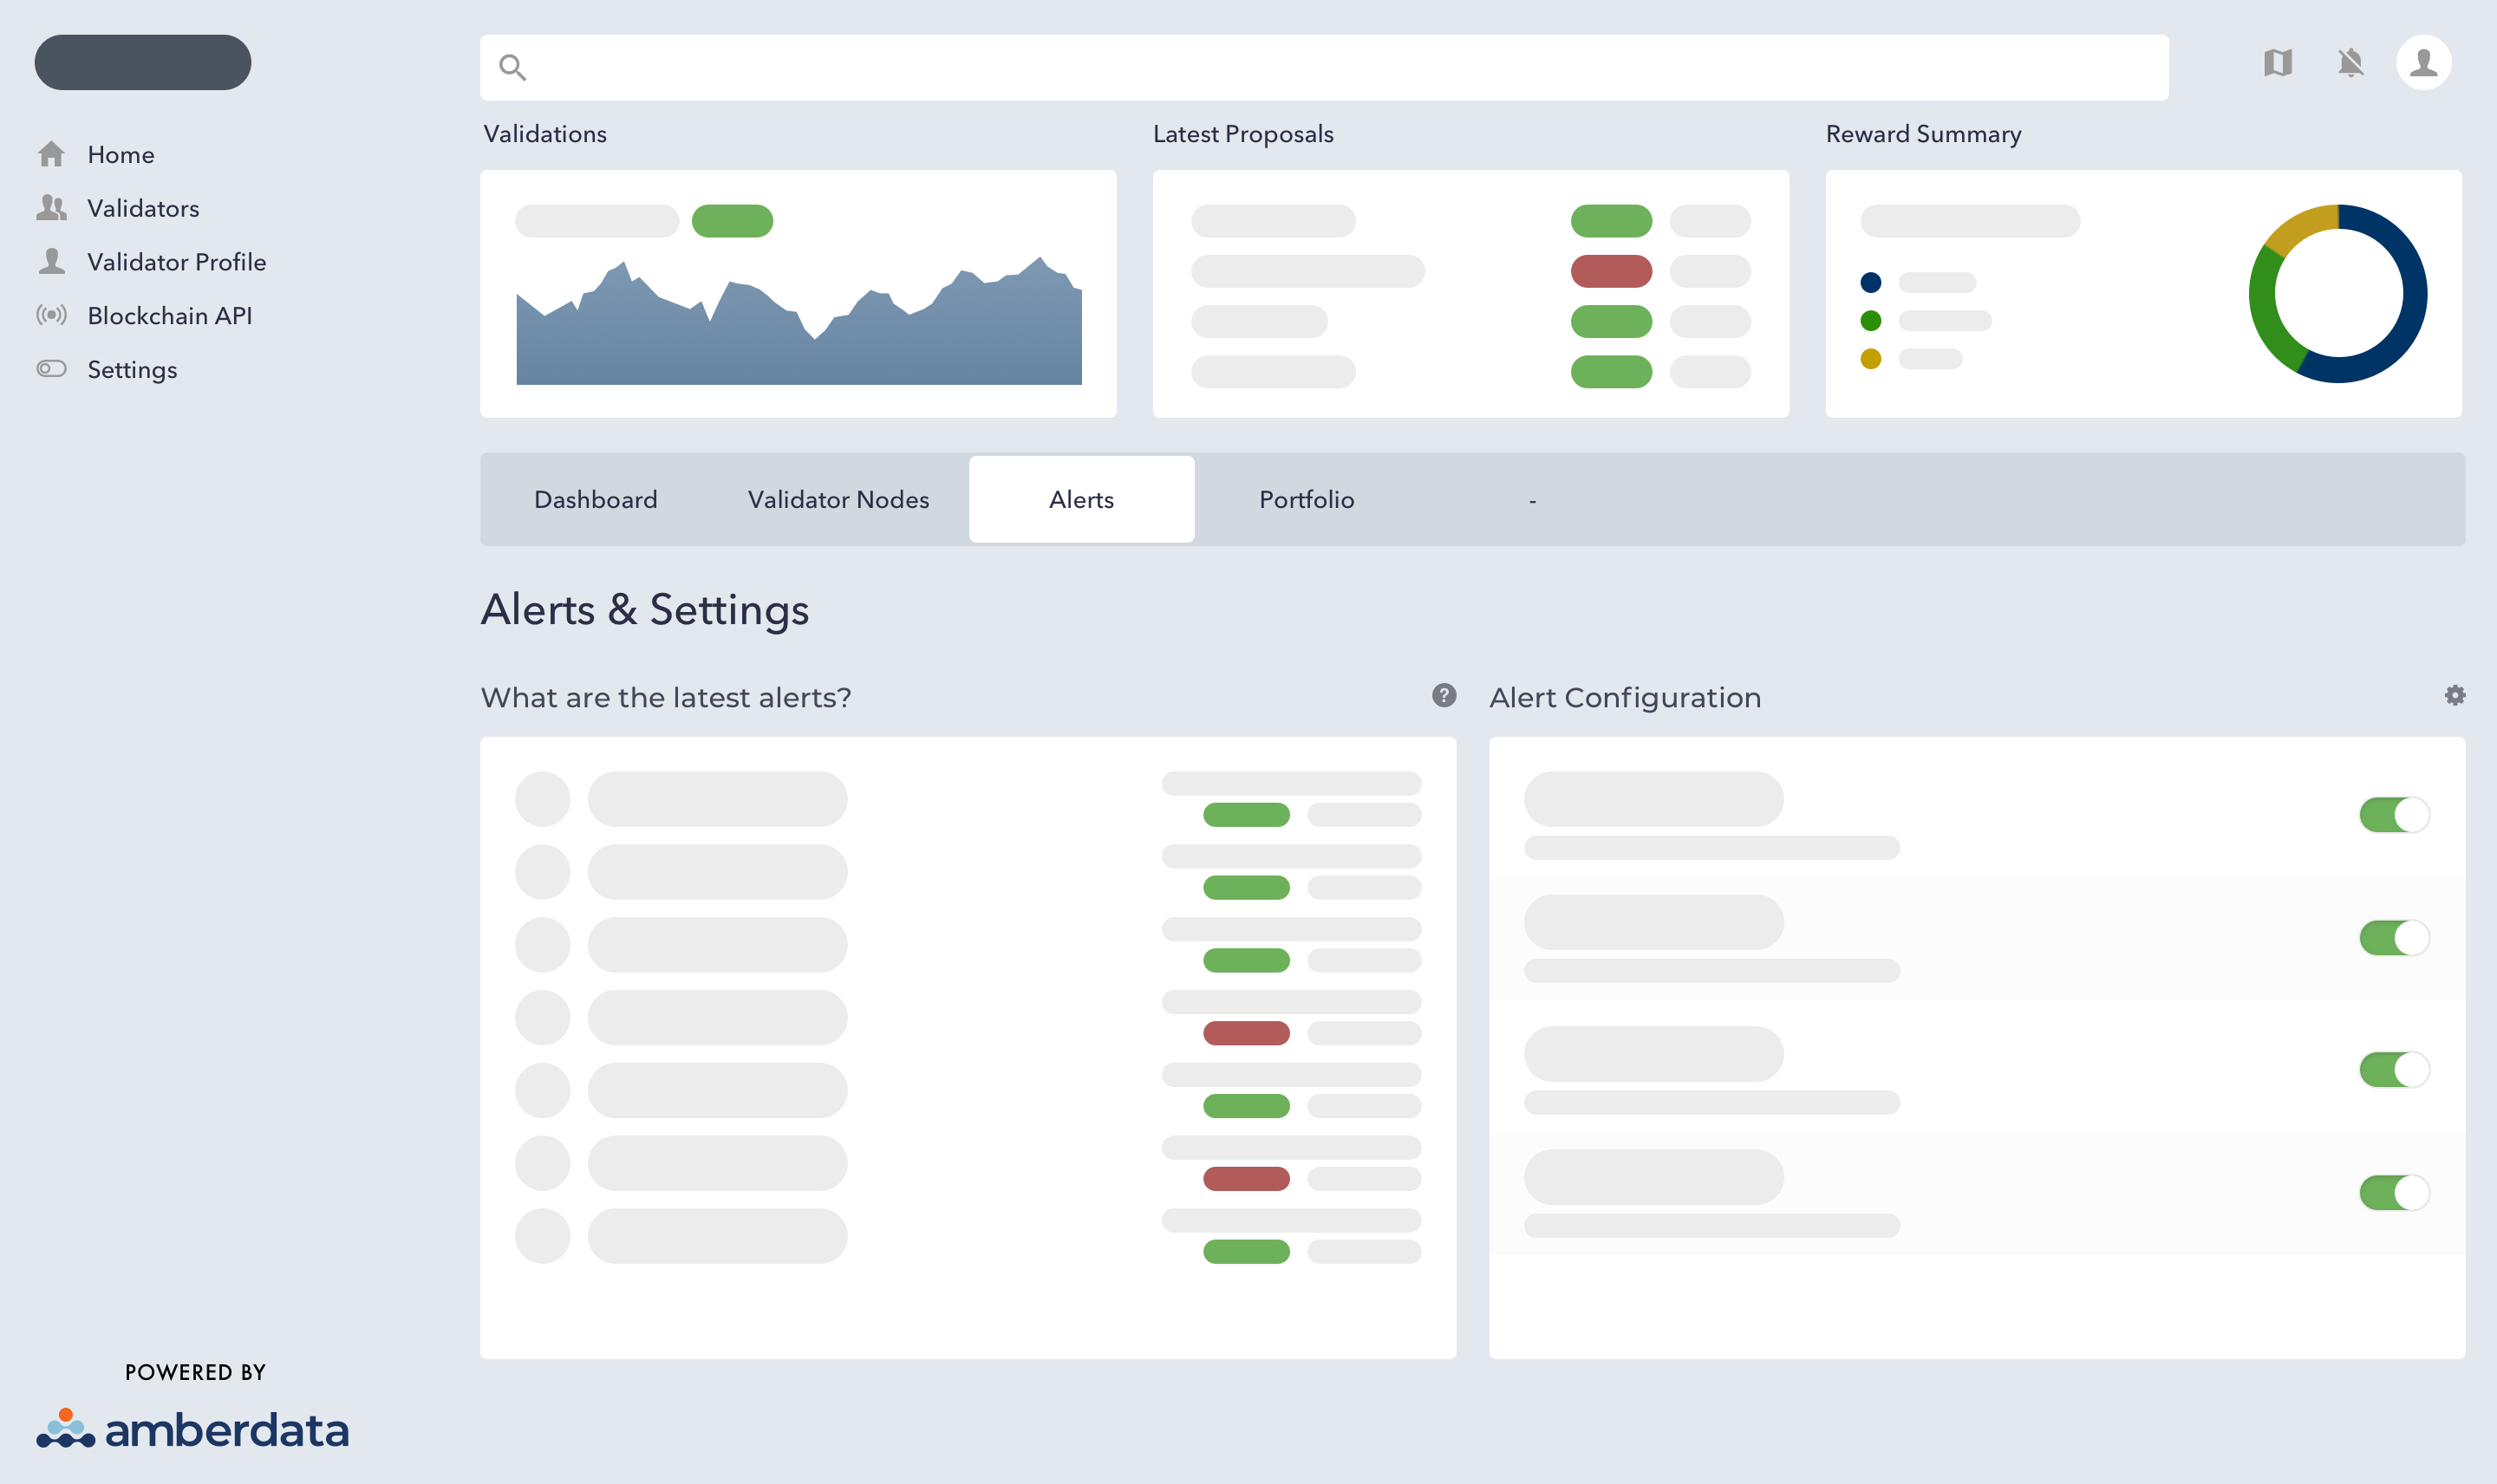 Home
Validators
Validator Profile
Blockchain API
Settings
Validations
Latest Proposals
Reward Summary
Dashboard
Validator Nodes
Alerts
Portfolio
-
Alerts & Settings
What are the latest alerts?
?
Alert Configuration
POWERED BY
amberdata